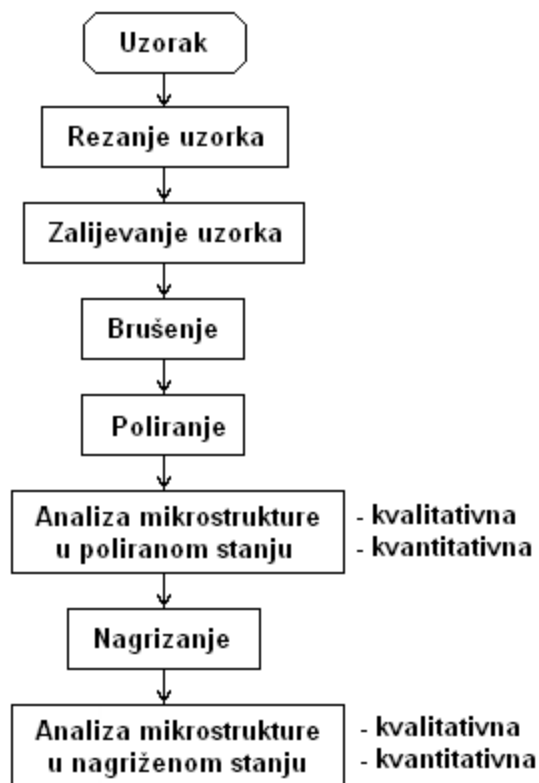 Uzorak
Rezanje uzorka
Zalijevanje uzorka
Brušenje
Poliranje
Analiza mikrostrukture
u poliranom stanju
- kvalitativna
- kvantitativna
Nagrizanje
Analiza mikrostrukture
u nagriženom stanju
- kvalitativna
- kvantitativna